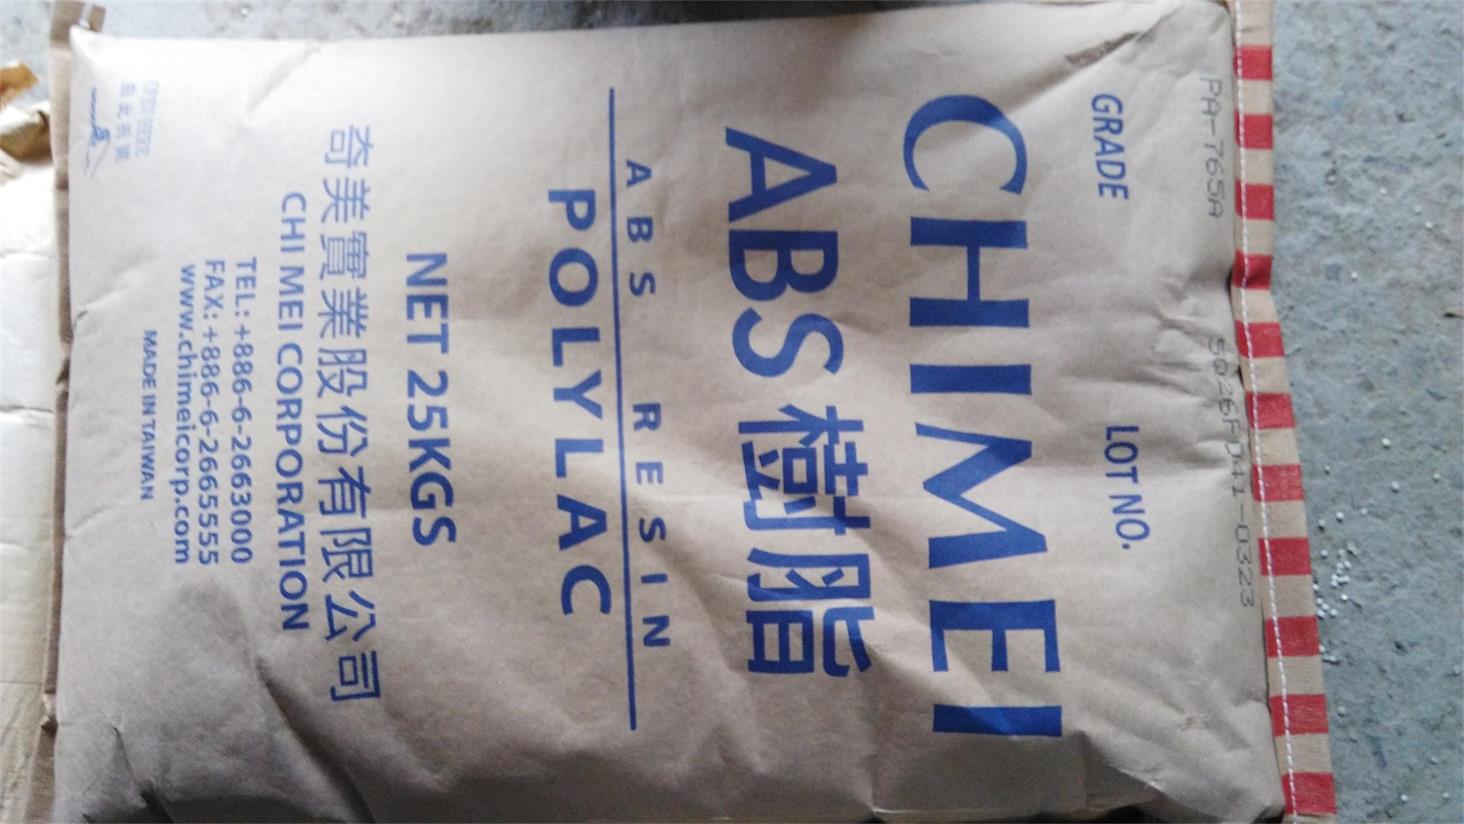 PA-765A
GRADE LOT NO.
CHIMEI
ABS 樹脂
ABS RESIN
POLYLAC
NET 25KGS
奇美實業股份有限公司
CHI MEI CORPORATION
TEL: +886-6-2663000
FAX: +886-6-2665555
www.chimeicorp.com
MADE IN TAIWAN